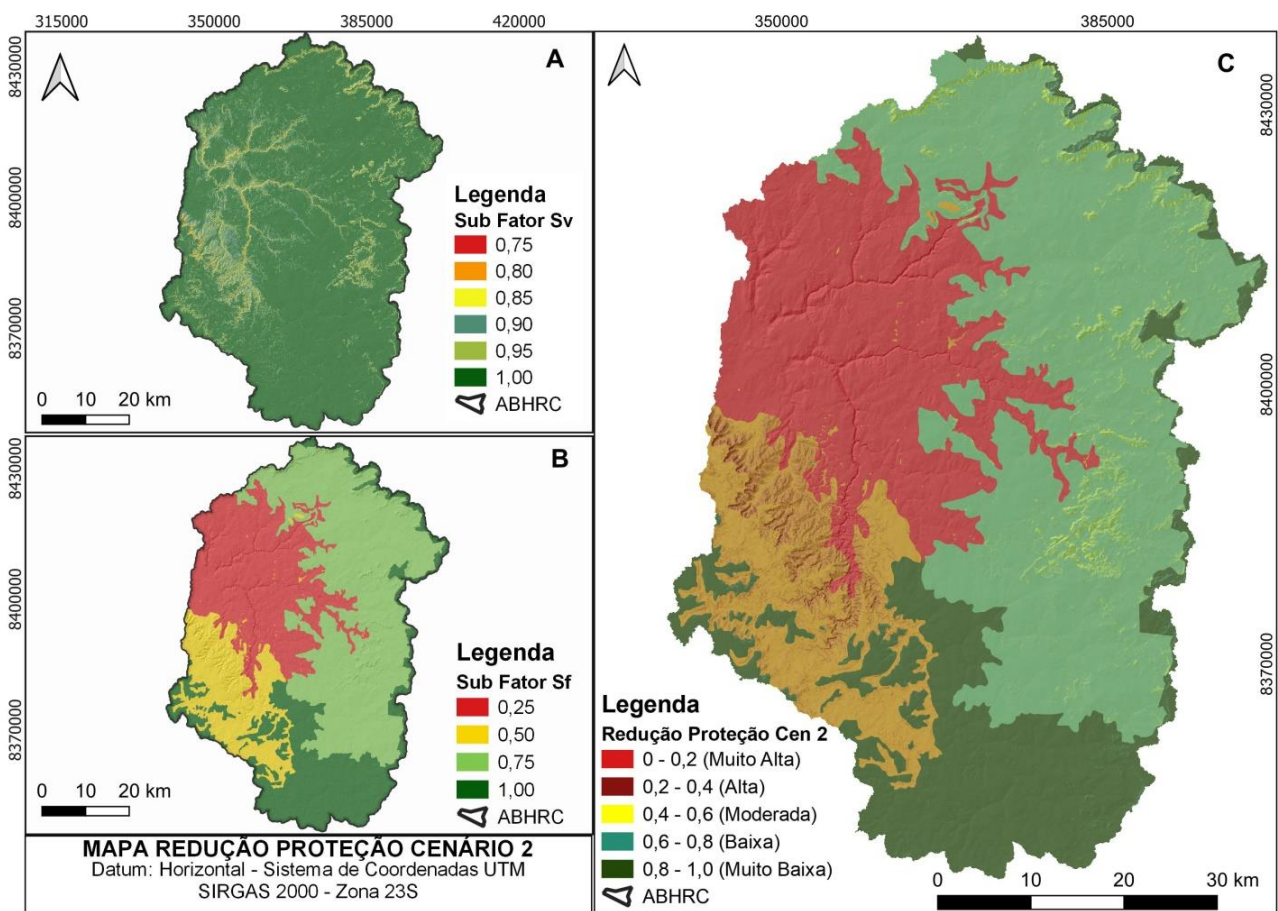 315000 350000 385000 420000
350000 385000
A
8430000
8400000
8370000
Legenda
Sub Fator Sv
0,75
0,80
0,85
0,90
0,95
1,00
ABHRC
0 10 20 km
B
8430000
8400000
8370000
Legenda
Sub Fator Sf
0,25
0,50
0,75
1,00
ABHRC
0 10 20 km
MAPA REDUÇÃO PROTEÇÃO CENÁRIO 2
Datum: Horizontal - Sistema de Coordenadas UTM
SIRGAS 2000 - Zona 23S
C
8430000
8400000
8370000
Legenda
Redução Proteção Cen 2
0 - 0,2 (Muito Alta)
0,2 - 0,4 (Alta)
0,4 - 0,6 (Moderada)
0,6 - 0,8 (Baixa)
0,8 - 1,0 (Muito Baixa)
ABHRC
0 10 20 30 km